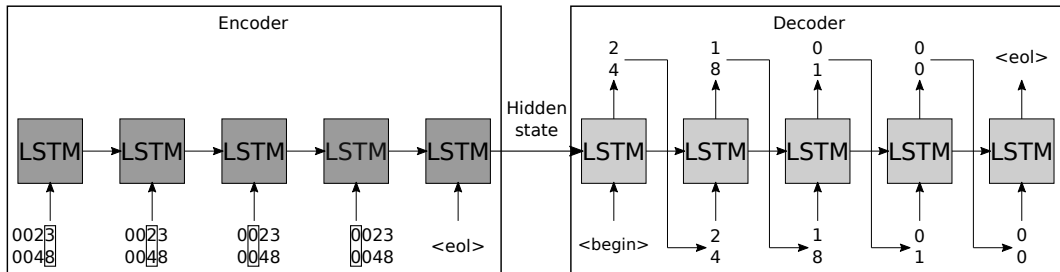 Encoder
Decoder
2 1 0 0
4 8 1 0
<eol>
Hidden
state
LSTM LSTM LSTM LSTM LSTM LSTM LSTM LSTM LSTM LSTM
0023 0023 0023 0023 <eol>
0048 0048 0048 0048
<begin>
2 1 0 0
4 8 1 0